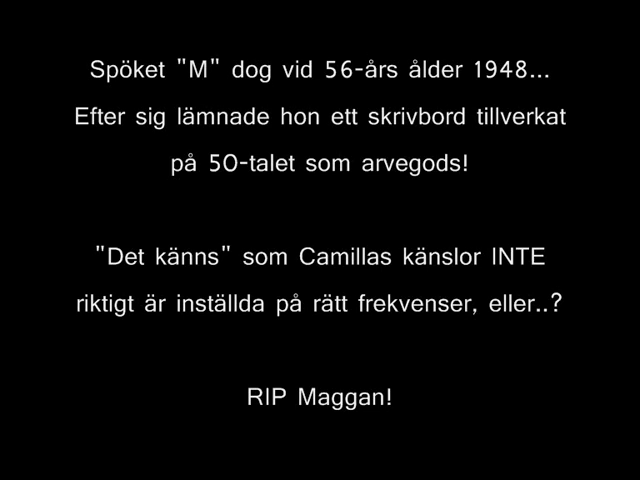 Spöket "M" dog vid 56-års ålder 1948...
Efter sig lämnade hon ett skrivbord tillverkat
på 50-talet som arvegods!
"Det känns" som Camillas känslor INTE
riktigt är inställda på rätt frekvenser, eller..?
RIP Maggan!